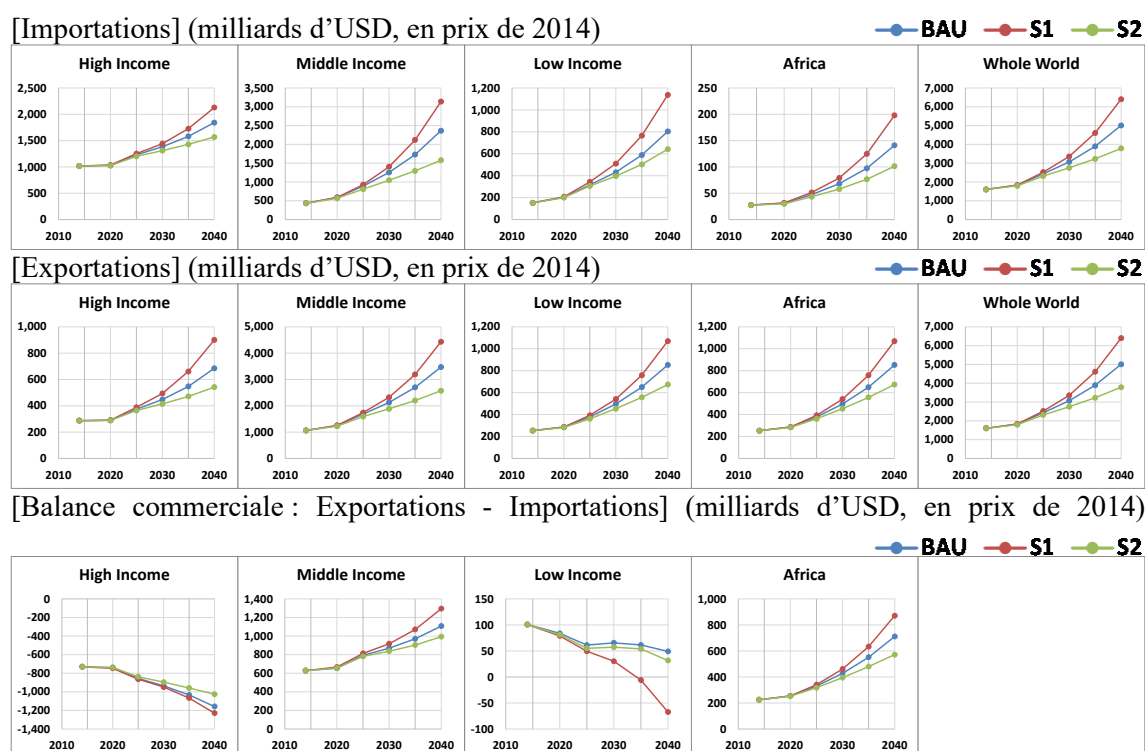 [Importations] (milliards d’USD, en prix de 2014) BAU S1 S2
High Income Middle Income Low Income Africa Whole World
2,500 3,500 1,200 250 7,000
3,000 6,000
2,000 1,000 200
2,500 5,000
1,500 800 150
2,000 4,000
600
1,000 1,500 100 3,000
400
1,000 2,000
500 50
500 200 1,000
0 0 0 0 0
2010 2020 2030 2040 2010 2020 2030 2040 2010 2020 2030 2040 2010 2020 2030 2040 2010 2020 2030 2040
[Exportations] (milliards d’USD, en prix de 2014) BAU S1 S2
High Income Middle Income Low Income Africa Whole World
1,000 5,000 1,200 1,200 7,000
6,000
800 4,000 1,000 1,000
5,000
600 3,000 800 800
4,000
600 600
400 2,000 3,000
400 400
2,000
200 1,000 200 200
1,000
0 0 0 0 0
2010 2020 2030 2040 2010 2020 2030 2040 2010 2020 2030 2040 2010 2020 2030 2040 2010 2020 2030 2040
[Balance commerciale : Exportations - Importations] (milliards d’USD, en prix de 2014)
BAU S1 S2
High Income Middle Income Low Income Africa
0 1,400 150 1,000
-200 1,200
100 800
-400 1,000
-600 800 50 600
-800 600 0 400
-1,000 400
-50 200
-1,200 200
-1,400 0 -100 0
2010 2020 2030 2040 2010 2020 2030 2040 2010 2020 2030 2040 2010 2020 2030 2040